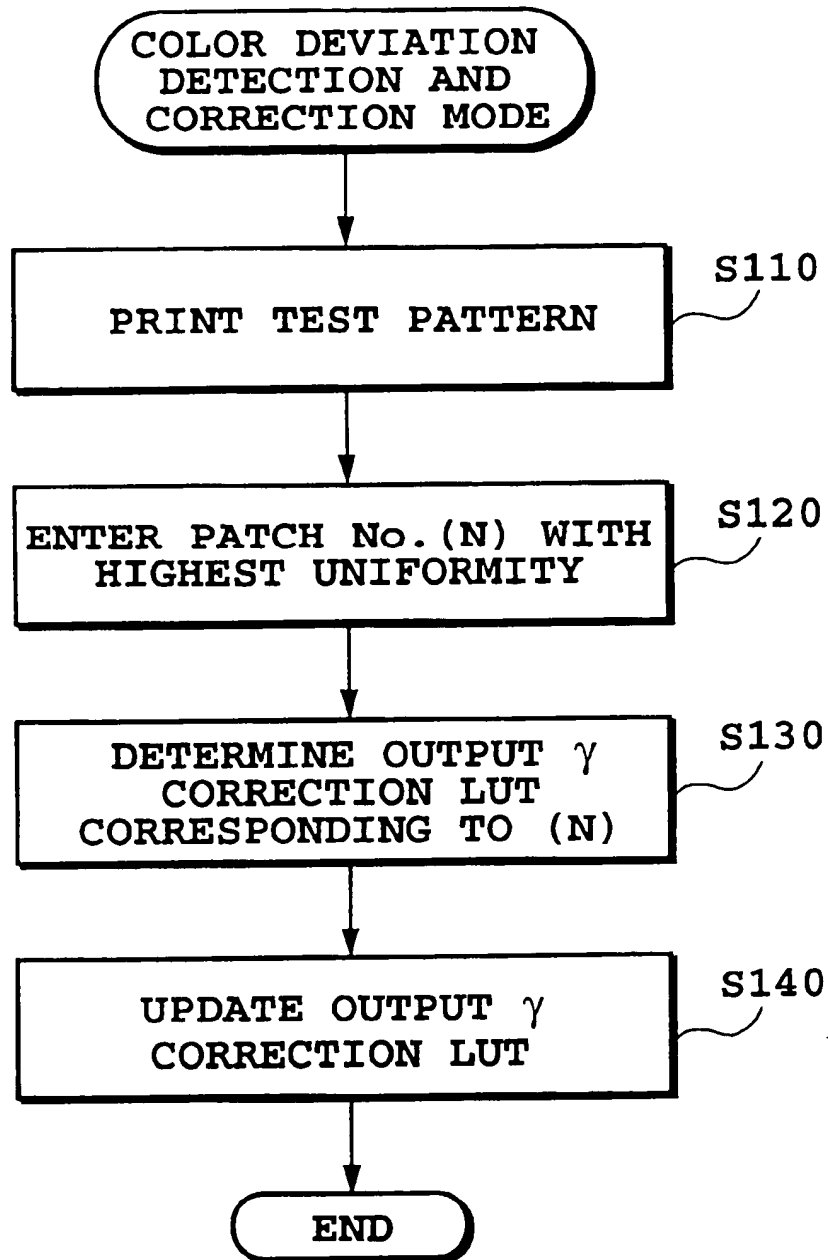 COLOR DEVIATION
DETECTION AND
CORRECTION MODE
S110
PRINT TEST PATTERN
S120
ENTER PATCH No.(N) WITH
HIGHEST UNIFORMITY
S130
DETERMINE OUTPUT γ
CORRECTION LUT
CORRESPONDING TO (N)
S140
UPDATE OUTPUT γ
CORRECTION LUT
END